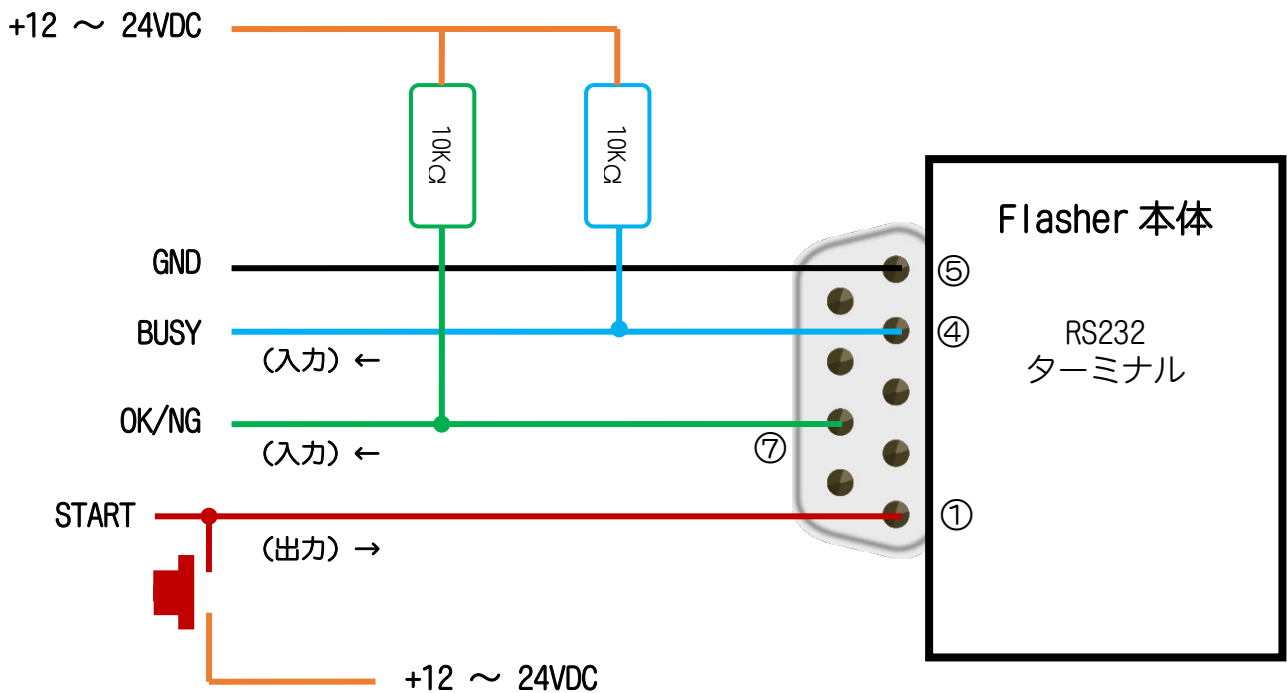 +12 ～ 24VDC
10KΩ
10KΩ
Flasher 本体
GND
⑤
BUSY
④
RS232
ターミナル
(入力) ←
OK/NG
⑦
(入力) ←
START
①
(出力) →
+12 ～ 24VDC